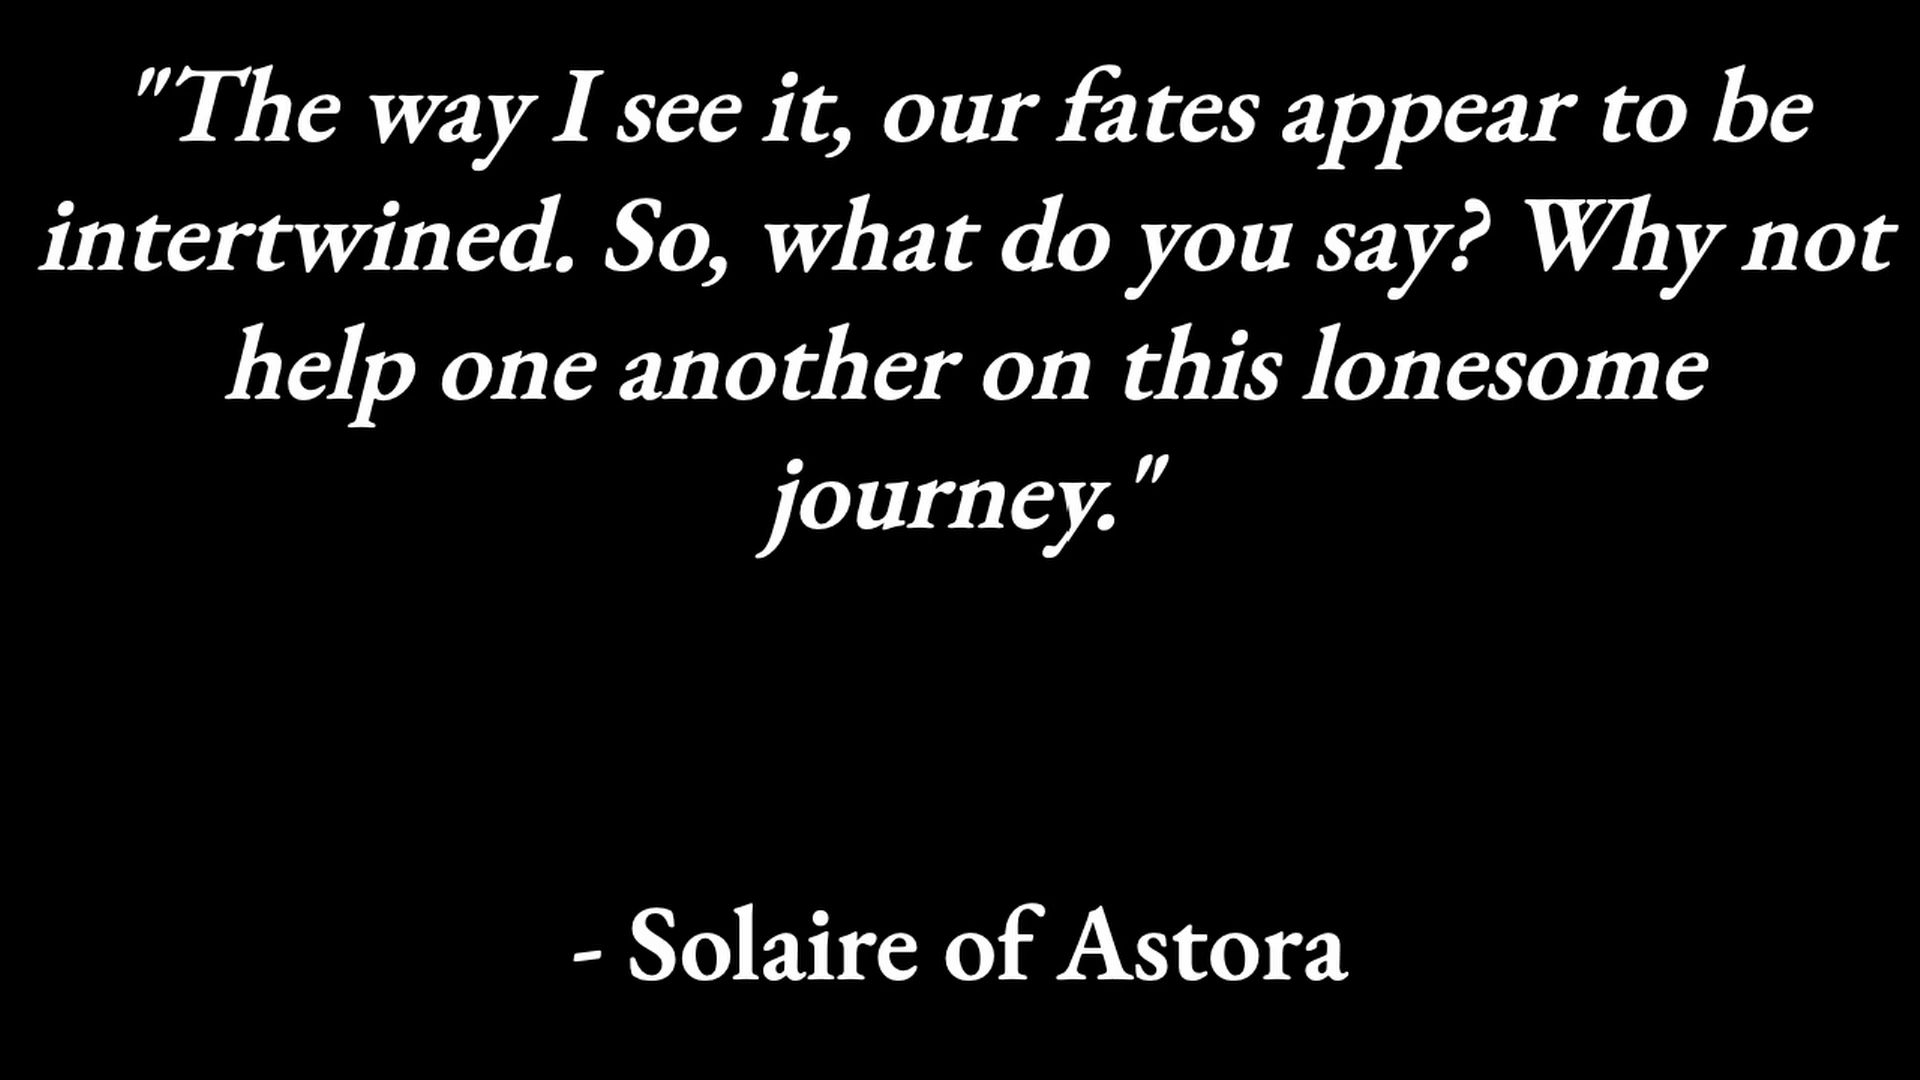 "The way I see it, our fates appear to be
intertwined. So, what do you say? Why not
help one another on this lonesome
journey."
- Solaire of Astora